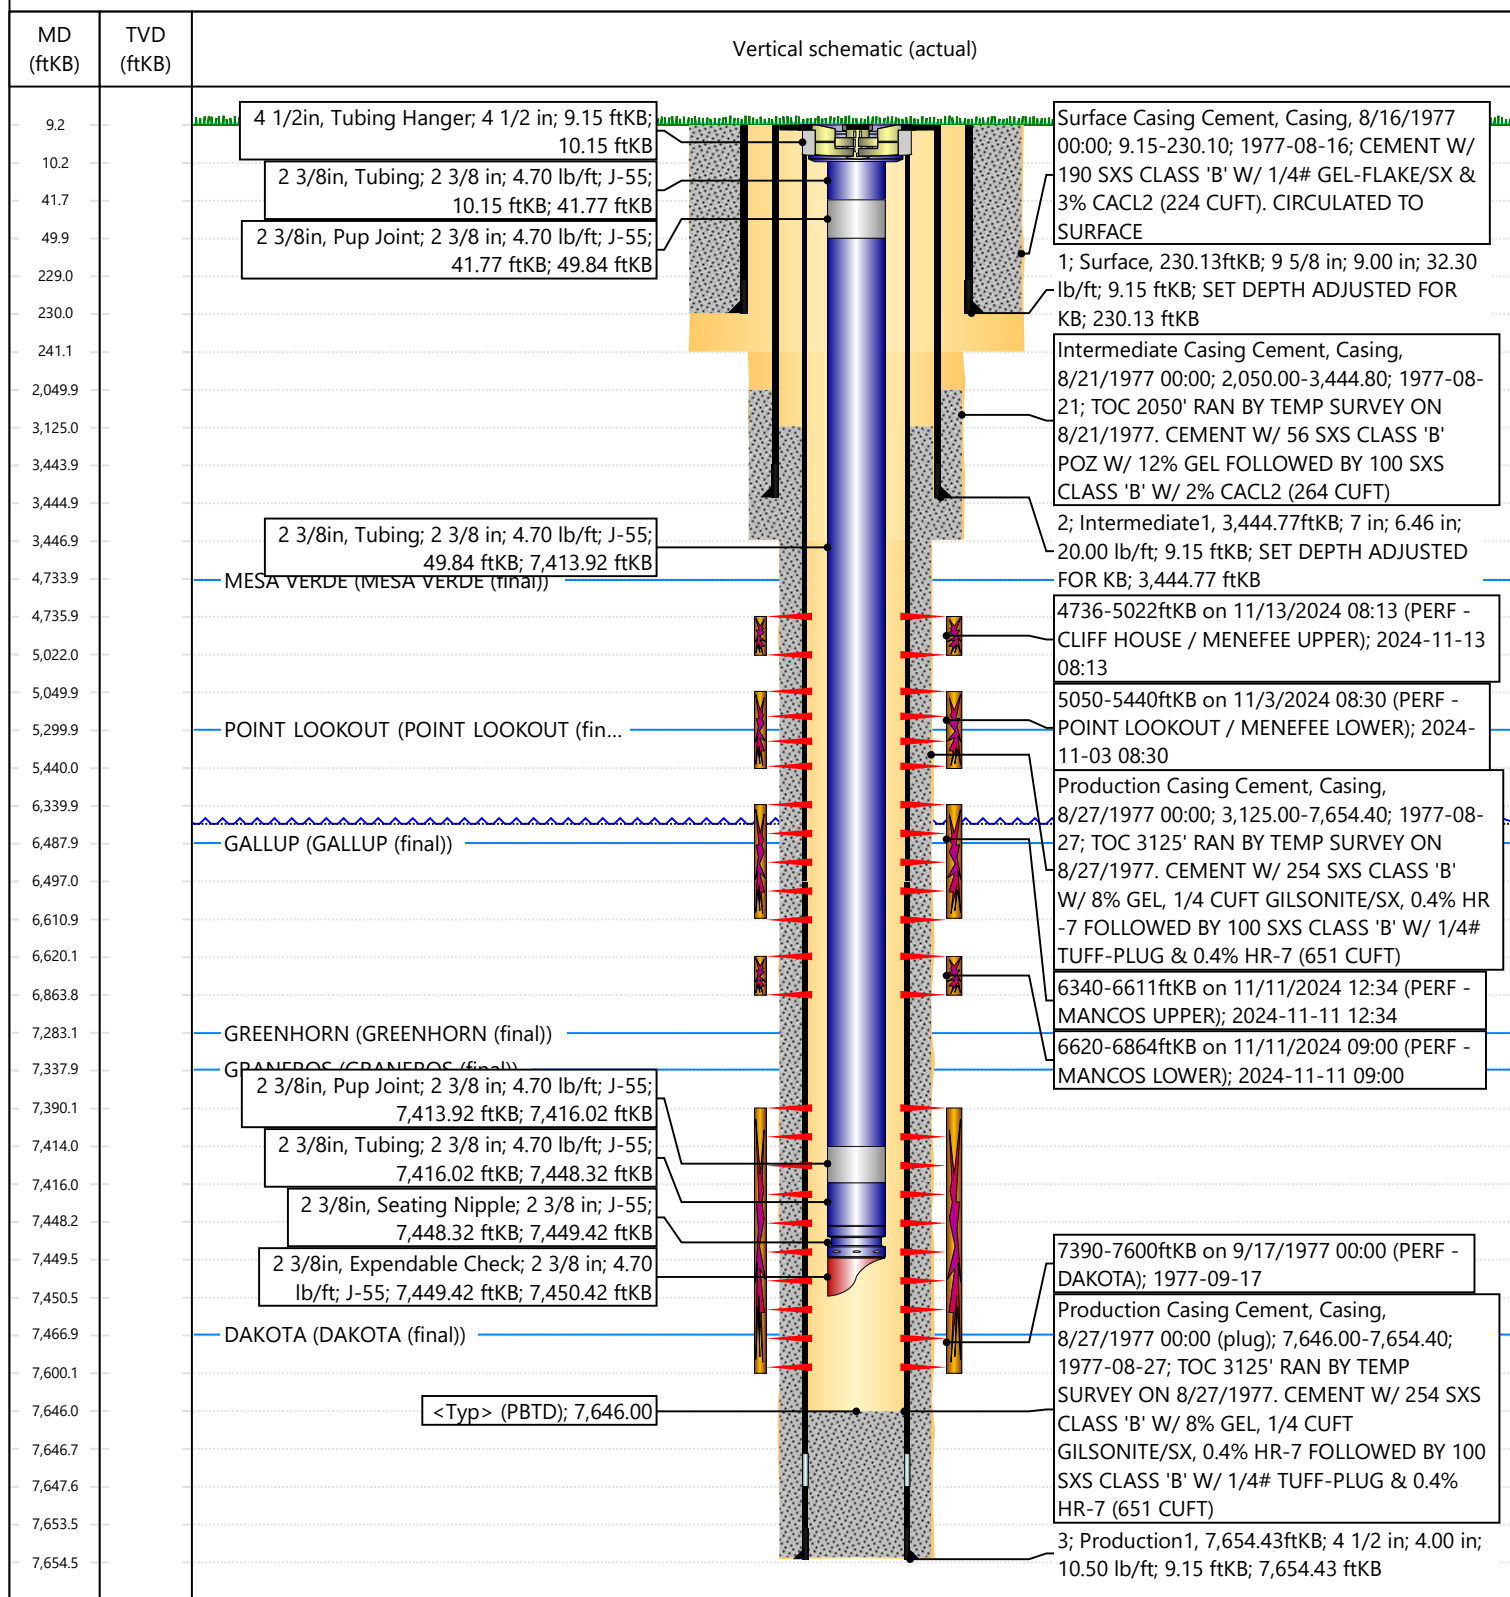 MD
(ftKB)
TVD
(ftKB)
Vertical schematic (actual)
9.2
10.2
41.7
49.9
229.0
230.0
241.1
2,049.9
3,125.0
3,443.9
3,444.9
3,446.9
4,733.9
4,735.9
5,022.0
5,049.9
5,299.9
5,440.0
6,339.9
6,487.9
6,497.0
6,610.9
6,620.1
6,863.8
7,283.1
7,337.9
7,390.1
7,414.0
7,416.0
7,448.2
7,449.5
7,450.5
7,466.9
7,600.1
7,646.0
7,646.7
7,647.6
7,653.5
7,654.5
4 1/2in, Tubing Hanger; 4 1/2 in; 9.15 ftKB;
10.15 ftKB
2 3/8in, Tubing; 2 3/8 in; 4.70 lb/ft; J-55;
10.15 ftKB; 41.77 ftKB
2 3/8in, Pup Joint; 2 3/8 in; 4.70 lb/ft; J-55;
41.77 ftKB; 49.84 ftKB
2 3/8in, Tubing; 2 3/8 in; 4.70 lb/ft; J-55;
49.84 ftKB; 7,413.92 ftKB
MESA VERDE (MESA VERDE (final))
POINT LOOKOUT (POINT LOOKOUT (fin...
GALLUP (GALLUP (final))
GREENHORN (GREENHORN (final))
GRANEROS (GRANEROS (final))
2 3/8in, Pup Joint; 2 3/8 in; 4.70 lb/ft; J-55;
7,413.92 ftKB; 7,416.02 ftKB
2 3/8in, Tubing; 2 3/8 in; 4.70 lb/ft; J-55;
7,416.02 ftKB; 7,448.32 ftKB
2 3/8in, Seating Nipple; 2 3/8 in; J-55;
7,448.32 ftKB; 7,449.42 ftKB
2 3/8in, Expendable Check; 2 3/8 in; 4.70
lb/ft; J-55; 7,449.42 ftKB; 7,450.42 ftKB
DAKOTA (DAKOTA (final))
<Typ> (PBTD); 7,646.00
Surface Casing Cement, Casing, 8/16/1977
00:00; 9.15-230.10; 1977-08-16; CEMENT W/
190 SXS CLASS 'B' W/ 1/4# GEL-FLAKE/SX &
3% CACL2 (224 CUFT). CIRCULATED TO
SURFACE
1; Surface, 230.13ftKB; 9 5/8 in; 9.00 in; 32.30
lb/ft; 9.15 ftKB; SET DEPTH ADJUSTED FOR
KB; 230.13 ftKB
Intermediate Casing Cement, Casing,
8/21/1977 00:00; 2,050.00-3,444.80; 1977-08-
21; TOC 2050' RAN BY TEMP SURVEY ON
8/21/1977. CEMENT W/ 56 SXS CLASS 'B'
POZ W/ 12% GEL FOLLOWED BY 100 SXS
CLASS 'B' W/ 2% CACL2 (264 CUFT)
2; Intermediate1, 3,444.77ftKB; 7 in; 6.46 in;
20.00 lb/ft; 9.15 ftKB; SET DEPTH ADJUSTED
FOR KB; 3,444.77 ftKB
4736-5022ftKB on 11/13/2024 08:13 (PERF -
CLIFF HOUSE / MENEFEE UPPER); 2024-11-13
08:13
5050-5440ftKB on 11/3/2024 08:30 (PERF -
POINT LOOKOUT / MENEFEE LOWER); 2024-
11-03 08:30
Production Casing Cement, Casing,
8/27/1977 00:00; 3,125.00-7,654.40; 1977-08-
27; TOC 3125' RAN BY TEMP SURVEY ON
8/27/1977. CEMENT W/ 254 SXS CLASS 'B'
W/ 8% GEL, 1/4 CUFT GILSONITE/SX, 0.4% HR
-7 FOLLOWED BY 100 SXS CLASS 'B' W/ 1/4#
TUFF-PLUG & 0.4% HR-7 (651 CUFT)
6340-6611ftKB on 11/11/2024 12:34 (PERF -
MANCOS UPPER); 2024-11-11 12:34
6620-6864ftKB on 11/11/2024 09:00 (PERF -
MANCOS LOWER); 2024-11-11 09:00
7390-7600ftKB on 9/17/1977 00:00 (PERF -
DAKOTA); 1977-09-17
Production Casing Cement, Casing,
8/27/1977 00:00 (plug); 7,646.00-7,654.40;
1977-08-27; TOC 3125' RAN BY TEMP
SURVEY ON 8/27/1977. CEMENT W/ 254 SXS
CLASS 'B' W/ 8% GEL, 1/4 CUFT
GILSONITE/SX, 0.4% HR-7 FOLLOWED BY 100
SXS CLASS 'B' W/ 1/4# TUFF-PLUG & 0.4%
HR-7 (651 CUFT)
3; Production1, 7,654.43ftKB; 4 1/2 in; 4.00 in;
10.50 lb/ft; 9.15 ftKB; 7,654.43 ftKB